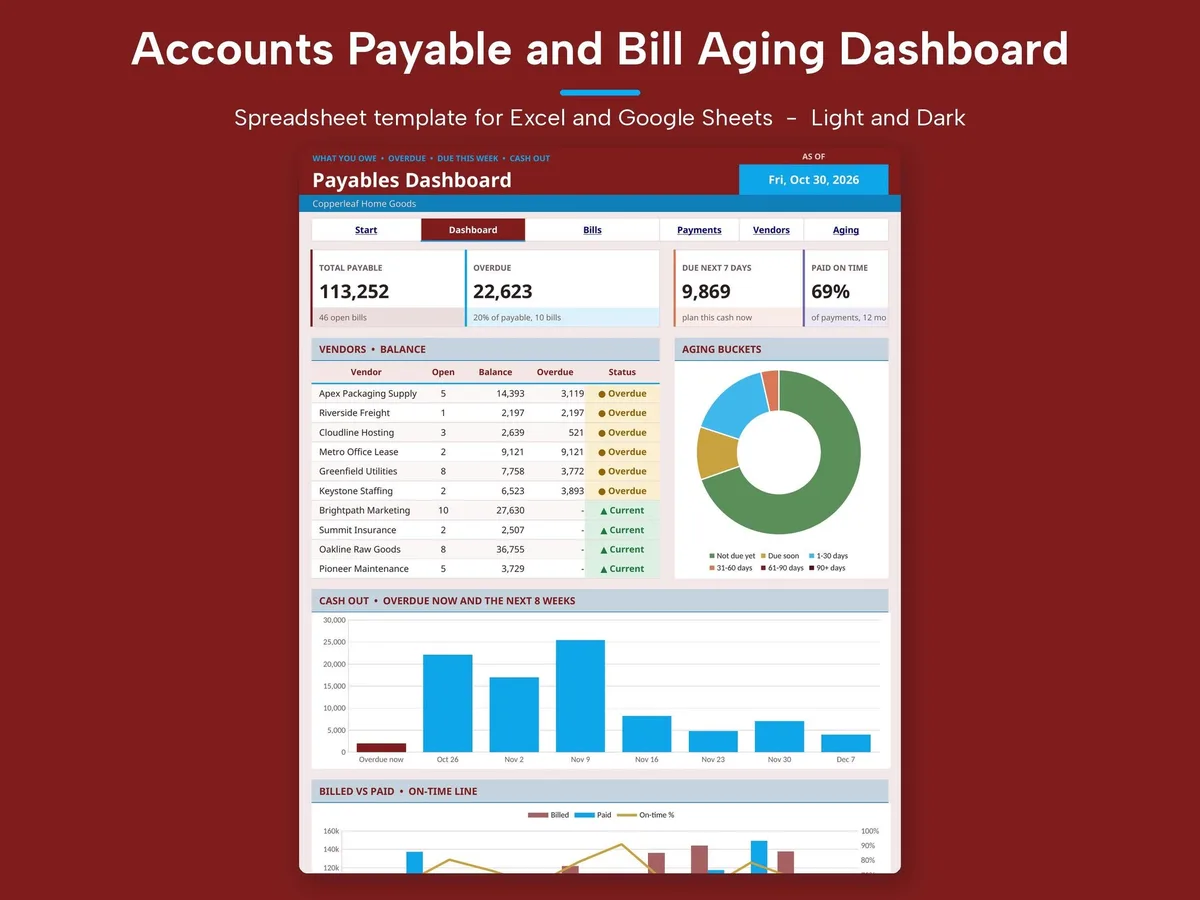 Accounts Payable and Bill Aging Dashboard
Spreadsheet template for Excel and Google Sheets - Light and Dark
WHAT YOU OWE • OVERDUE • DUE THIS WEEK • CASH OUT
AS OF
Payables Dashboard
Fri, Oct 30, 2026
Copperleaf Home Goods
Start Dashboard Bills Payments Vendors Aging
TOTAL PAYABLE OVERDUE DUE NEXT 7 DAYS PAID ON TIME
113,252 22,623 9,869 69%
46 open bills 20% of payable, 10 bills plan this cash now of payments, 12 mo
VENDORS • BALANCE
Vendor Open Balance Overdue Status
Apex Packaging Supply 5 14,393 3,119 ● Overdue
Riverside Freight 1 2,197 2,197 ● Overdue
Cloudline Hosting 3 2,639 521 ● Overdue
Metro Office Lease 2 9,121 9,121 ● Overdue
Greenfield Utilities 8 7,758 3,772 ● Overdue
Keystone Staffing 2 6,523 3,893 ● Overdue
Brightpath Marketing 10 27,630 - ▲ Current
Summit Insurance 2 2,507 - ▲ Current
Oakline Raw Goods 8 36,755 - ▲ Current
Pioneer Maintenance 5 3,729 - ▲ Current
AGING BUCKETS
Not due yet Due soon 1-30 days
31-60 days 61-90 days 90+ days
CASH OUT • OVERDUE NOW AND THE NEXT 8 WEEKS
30,000
25,000
20,000
15,000
10,000
5,000
0
Overdue now Oct 26 Nov 2 Nov 9 Nov 16 Nov 23 Nov 30 Dec 7
BILLED VS PAID • ON-TIME LINE
Billed Paid On-time %
160k 100%
140k 90%
120k 80%